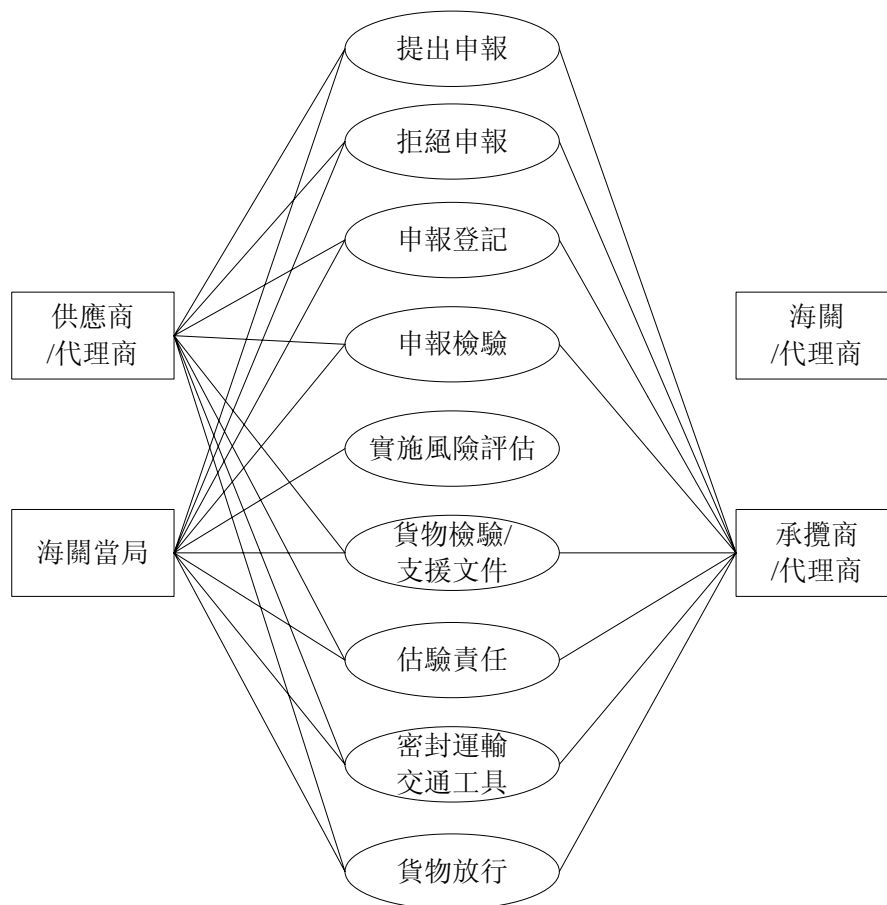 提出申報
拒絕申報
申報登記
供應商
/代理商
申報檢驗
海關
/代理商
實施風險評估
海關當局
貨物檢驗/
支援文件
承攬商
/代理商
估驗責任
密封運輸
交通工具
貨物放行